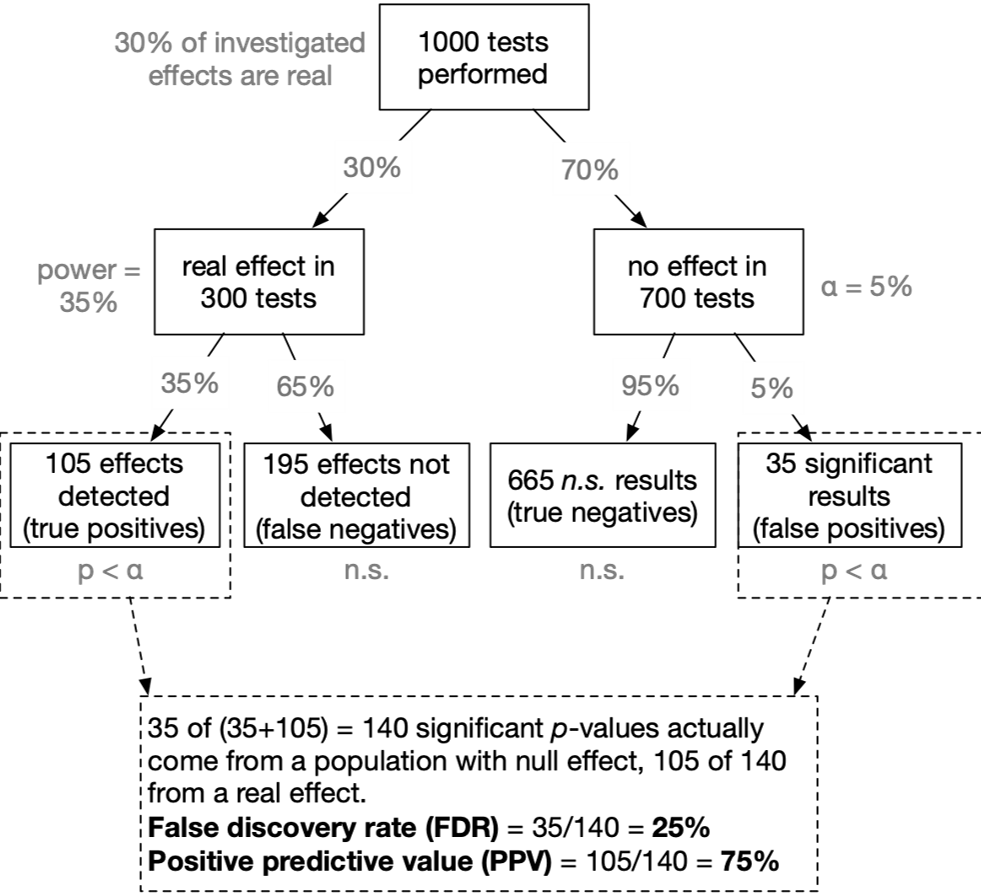 30% of investigated
effects are real
1000 tests
performed
30%
70%
power =
35%
real effect in
300 tests
no effect in
700 tests
α = 5%
35%
65%
95%
5%
105 effects
detected
(true positives)
195 effects not
detected
(false negatives)
665 n.s. results
(true negatives)
35 significant
results
(false positives)
p < α
n.s.
n.s.
p < α
35 of (35+105) = 140 significant p-values actually
come from a population with null effect, 105 of 140
from a real effect.
False discovery rate (FDR) = 35/140 = 25%
Positive predictive value (PPV) = 105/140 = 75%